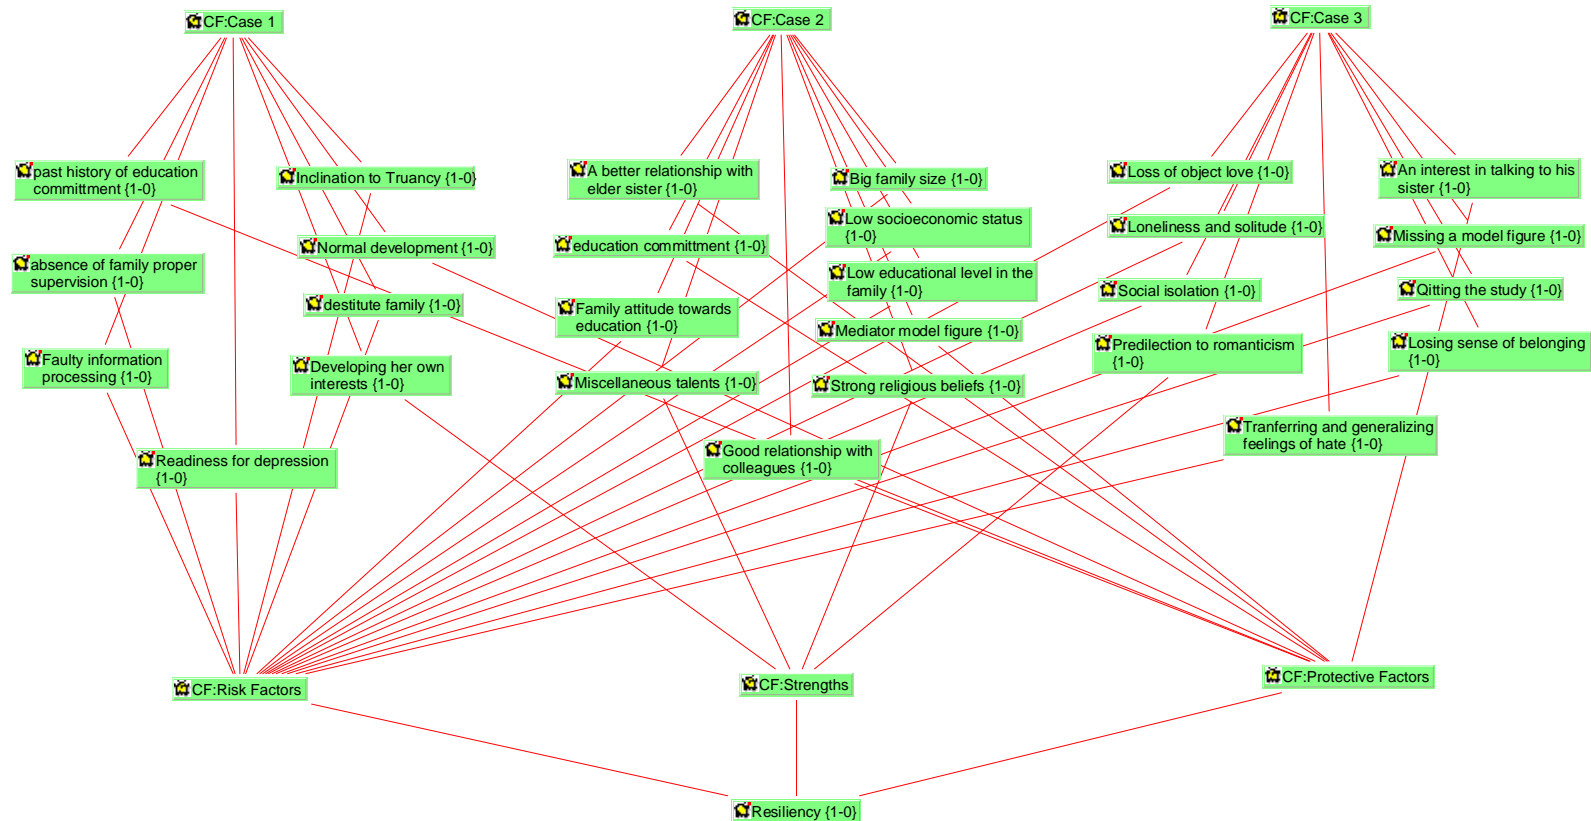 CF:Case 1
CF:Case 2
CF:Case 3
past history of education
committment {1-0}
Inclination to Truancy {1-0}
A better relationship with
elder sister {1-0}
Big family size {1-0}
Loss of object love {1-0}
An interest in talking to his
sister {1-0}
Low socioeconomic status
{1-0}
Loneliness and solitude {1-0}
Missing a model figure {1-0}
Normal development {1-0}
education committment {1-0}
absence of family proper
supervision {1-0}
Low educational level in the
family {1-0}
Social isolation {1-0}
Qitting the study {1-0}
destitute family {1-0}
Family attitude towards
education {1-0}
Mediator model figure {1-0}
Predilection to romanticism
{1-0}
Losing sense of belonging
{1-0}
Faulty information
processing {1-0}
Developing her own
interests {1-0}
Miscellaneous talents {1-0}
Strong religious beliefs {1-0}
Tranferring and generalizing
feelings of hate {1-0}
Readiness for depression
{1-0}
Good relationship with
colleagues {1-0}
CF:Risk Factors
CF:Strengths
CF:Protective Factors
Resiliency {1-0}